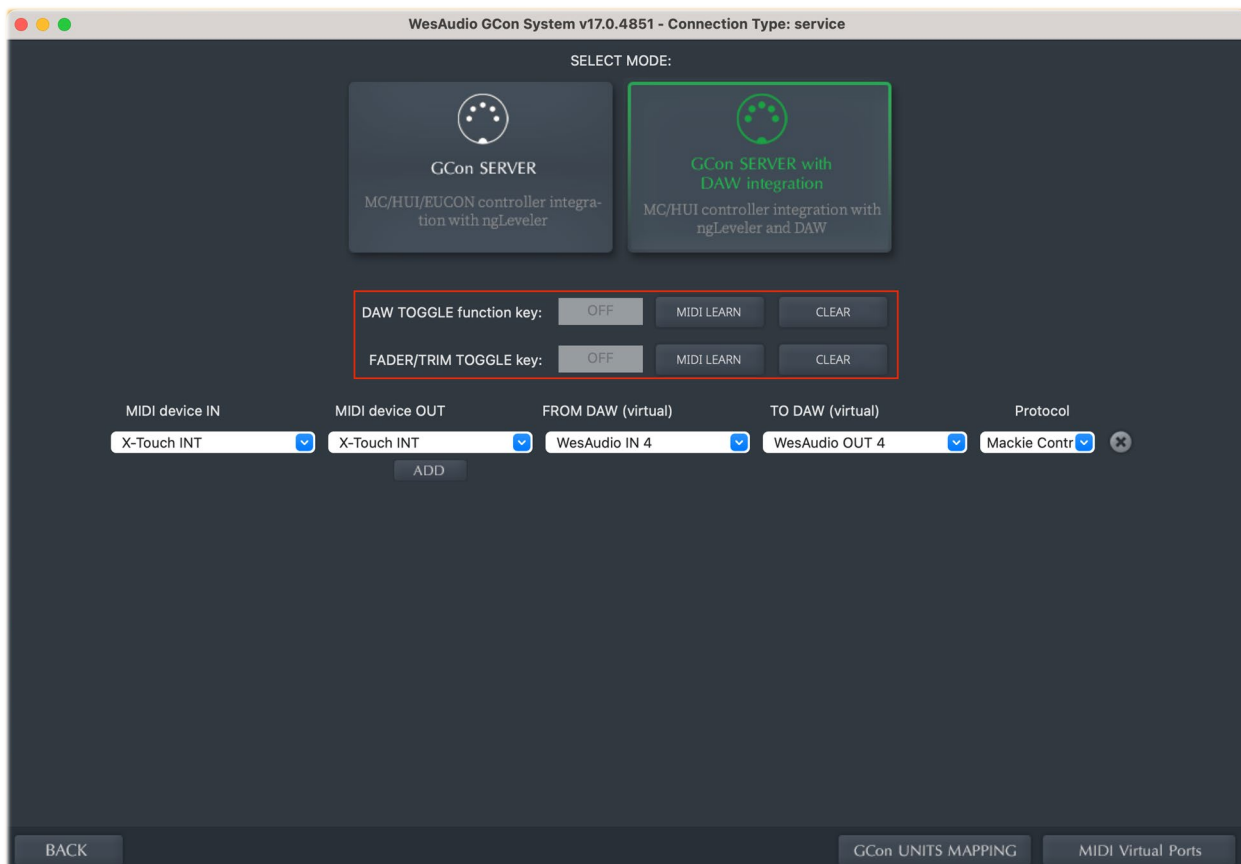 WesAudio GCon System v17.0.4851 - Connection Type: service
SELECT MODE:
GCon SERVER
MC/HUI/EUCON controller integra-
tion with ngLeveler
GCon SERVER with
DAW integration
MC/HUI controller integration with
ngLeveler and DAW
DAW TOGGLE function key: OFF MIDI LEARN CLEAR
FADER/TRIM TOGGLE key: OFF MIDI LEARN CLEAR
MIDI device IN MIDI device OUT FROM DAW (virtual) TO DAW (virtual) Protocol
X-Touch INT X-Touch INT WesAudio IN 4 WesAudio OUT 4 Mackie Contr
ADD
BACK GCon UNITS MAPPING MIDI Virtual Ports